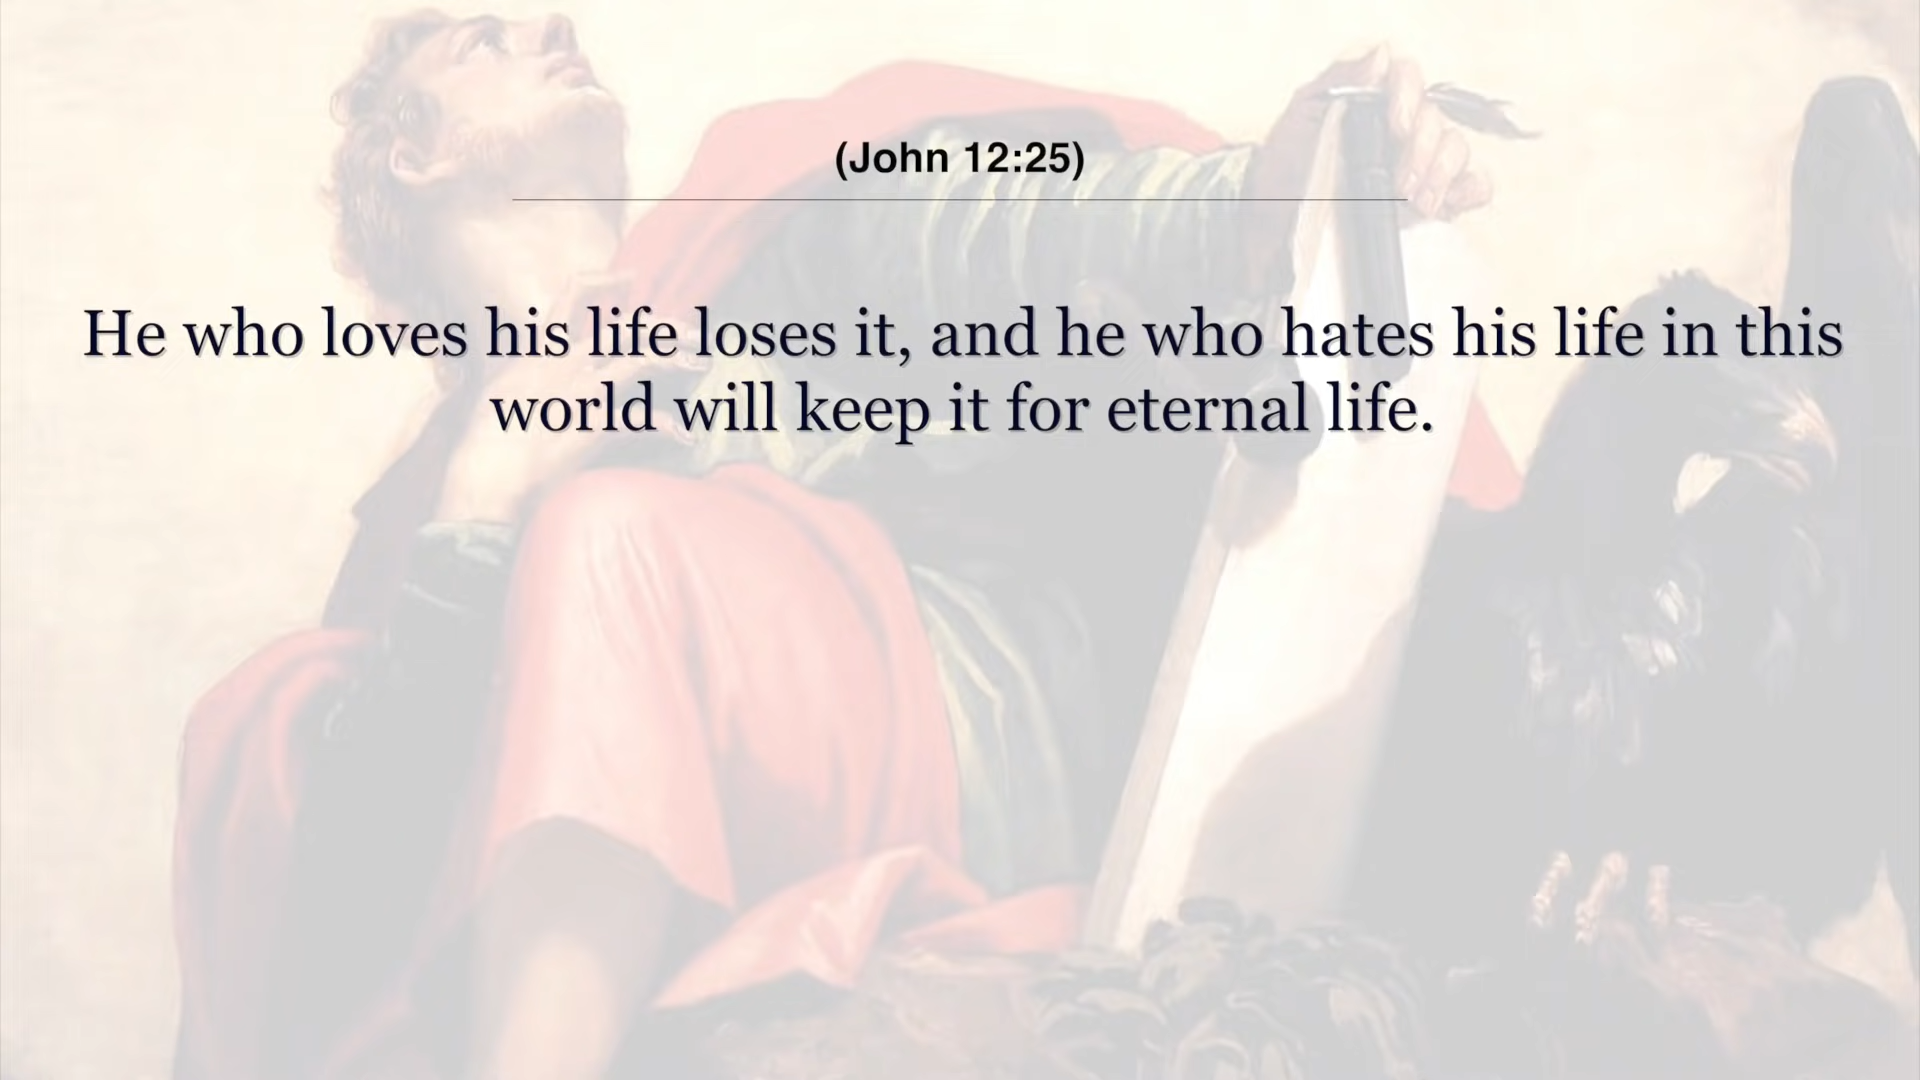 (John 12:25)
He who loves his life loses it, and he who hates his life in this
world will keep it for eternal life.